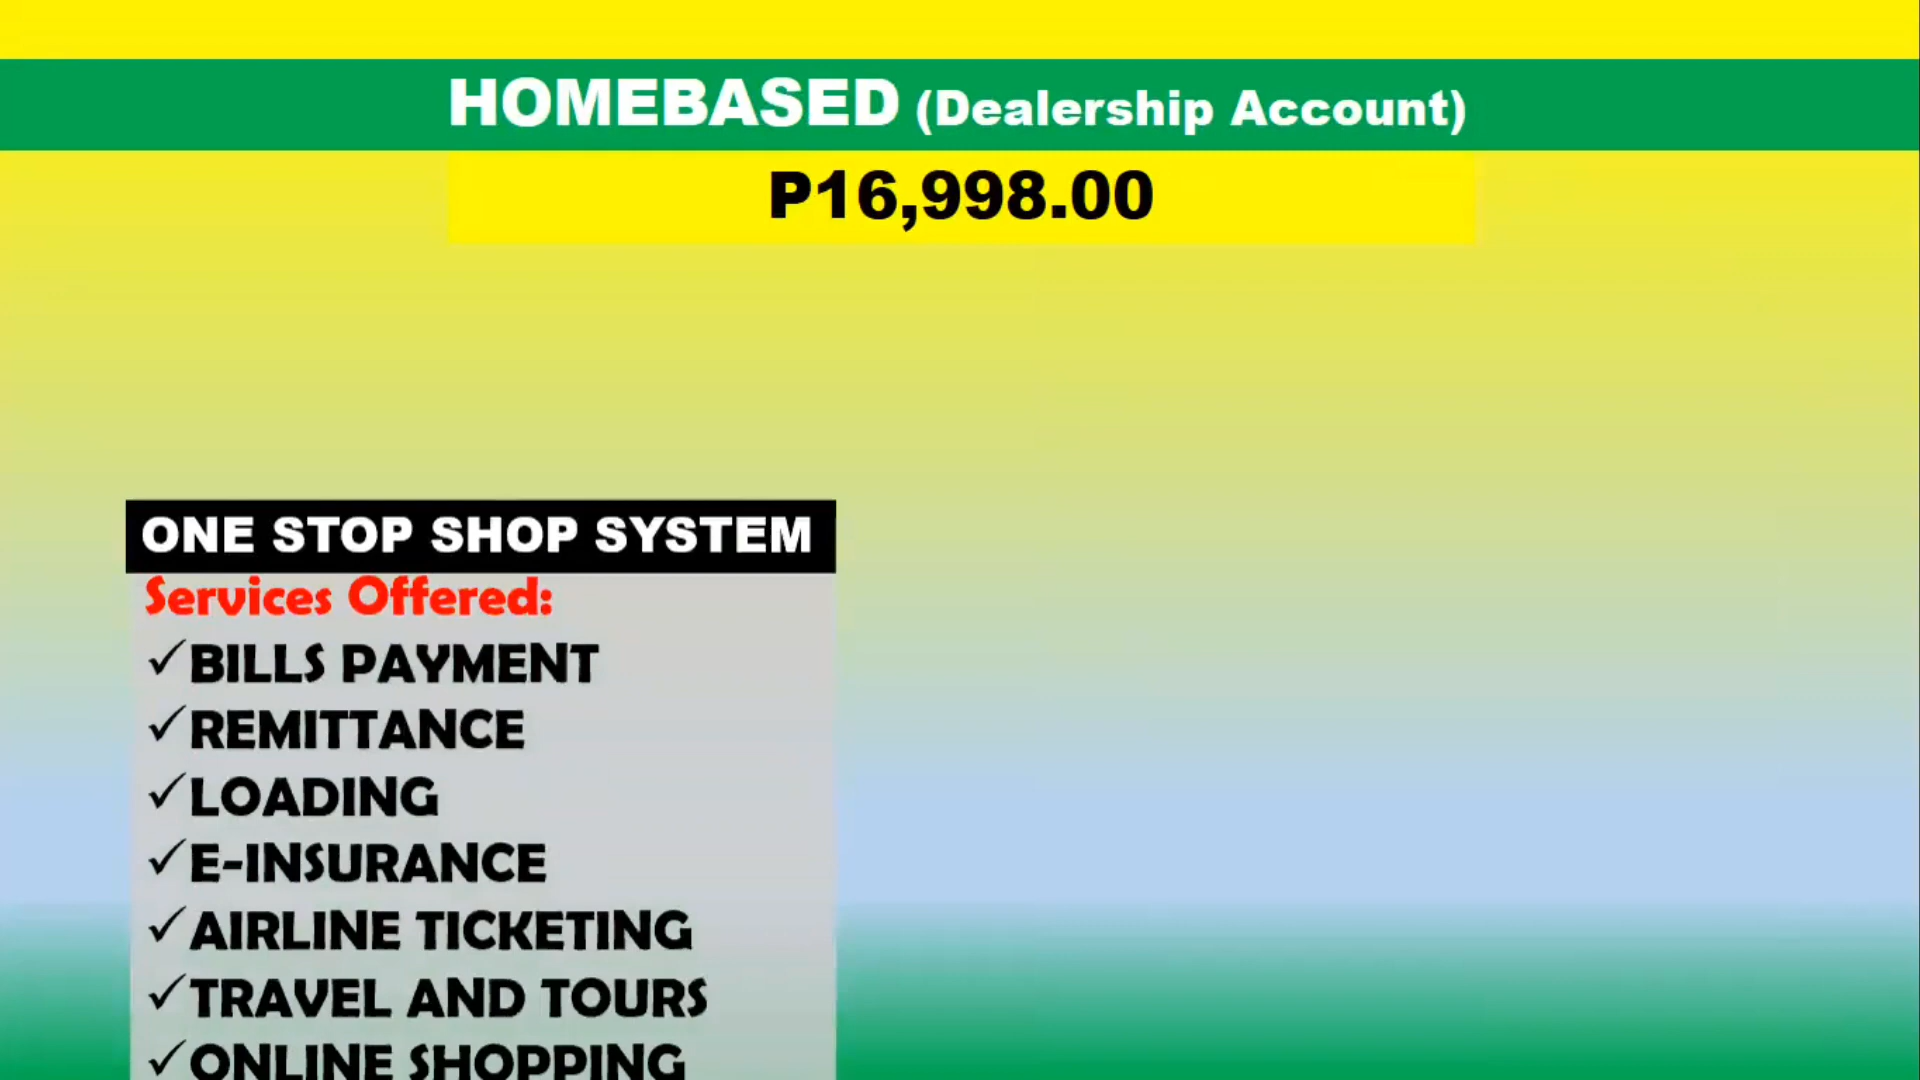 HOMEBASED (Dealership Account)
P16,998.00
ONE STOP SHOP SYSTEM
Services Offered:
✓BILLS PAYMENT
✓REMITTANCE
✓LOADING
✓E-INSURANCE
✓AIRLINE TICKETING
✓TRAVEL AND TOURS
✓ONLINE SHOPPING